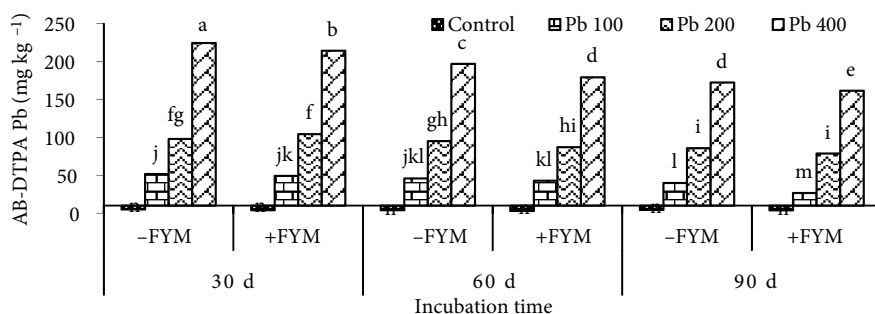 AB-DTPA Pb (mg kg⁻¹)
250
200
150
100
50
0
Control Pb 100 Pb 200 Pb 400
n j fg a
n jk f b
n jkl gh c
n kl hi d
n l i d
n m i e
–FYM +FYM –FYM +FYM –FYM +FYM
30 d 60 d 90 d
Incubation time